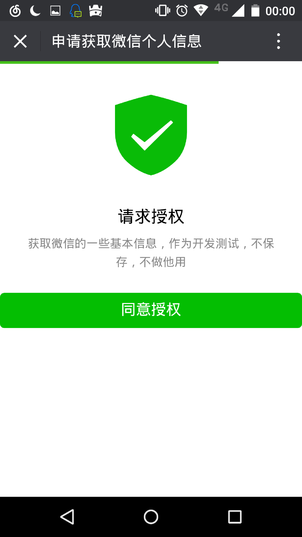 4G 00:00
申请获取微信个人信息
请求授权
获取微信的一些基本信息，作为开发测试，不保
存，不做他用
同意授权